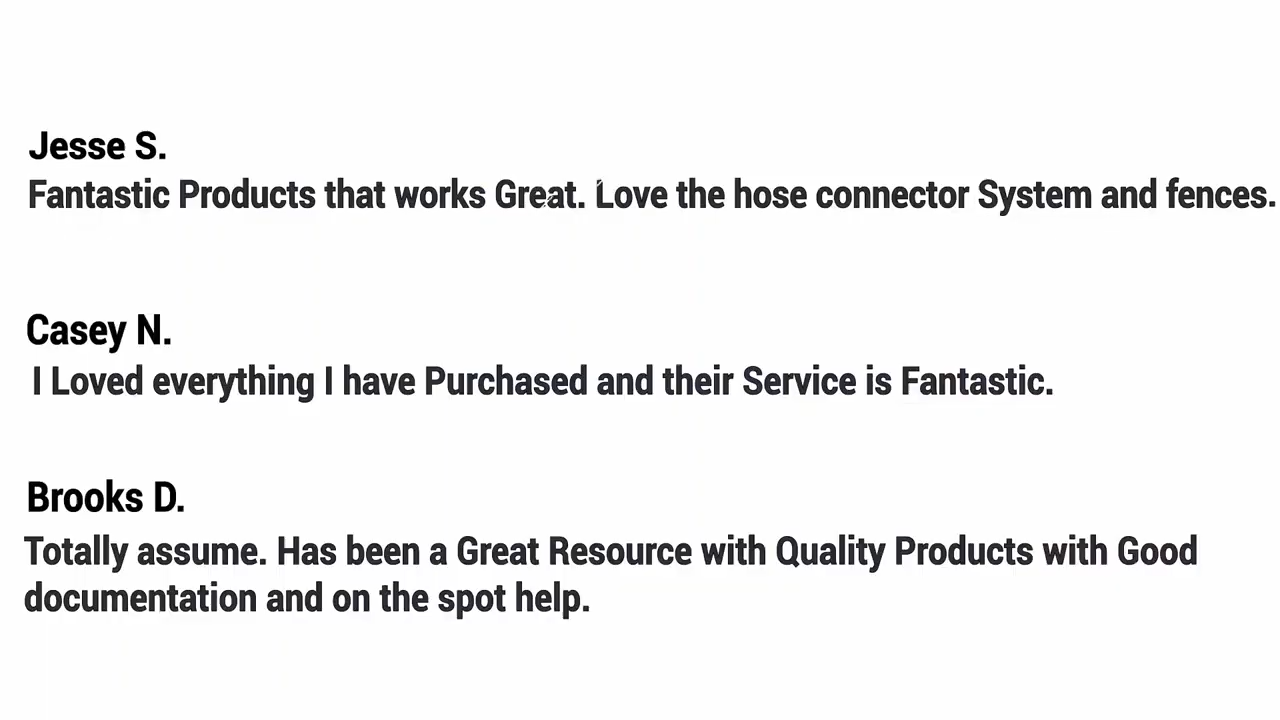 Jesse S.
Fantastic Products that works Great. Love the hose connector System and fences.
Casey N.
I Loved everything I have Purchased and their Service is Fantastic.
Brooks D.
Totally assume. Has been a Great Resource with Quality Products with Good
documentation and on the spot help.